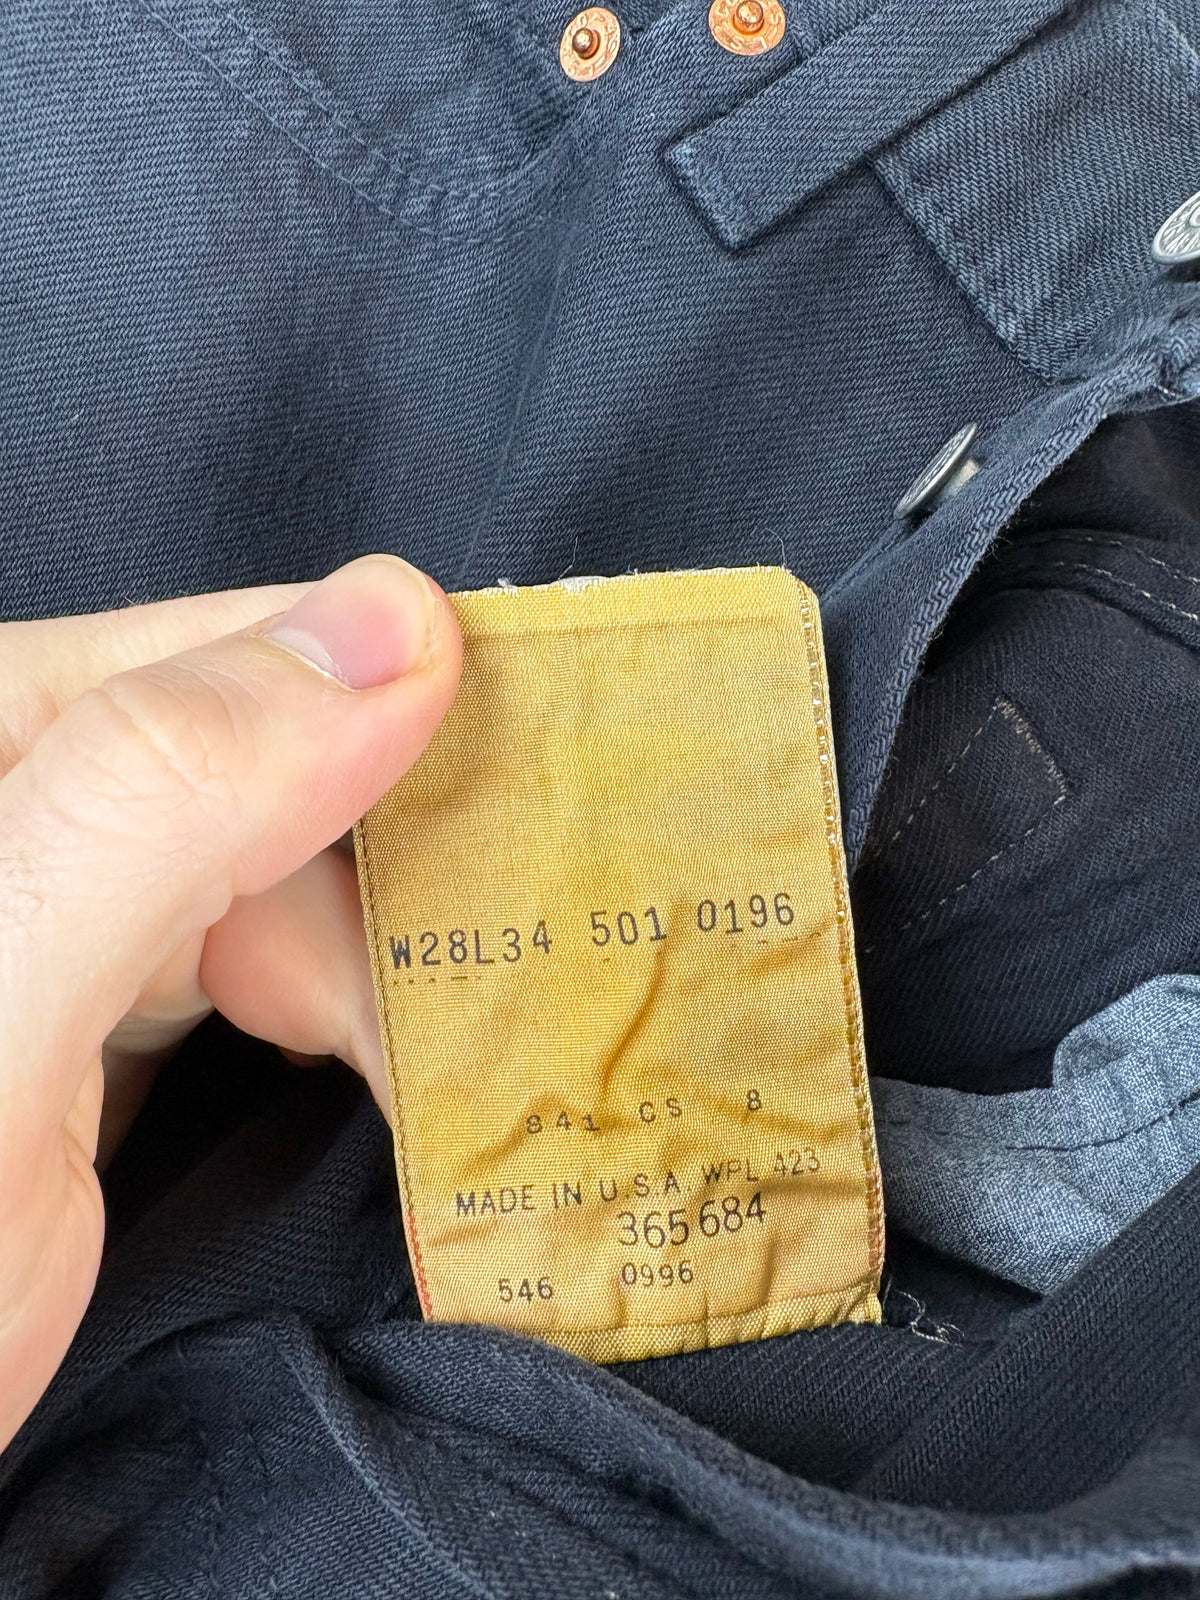 W28L34 501 0196
841 CS 8
MADE IN U.S.A. WPL 423
365684
546 0996